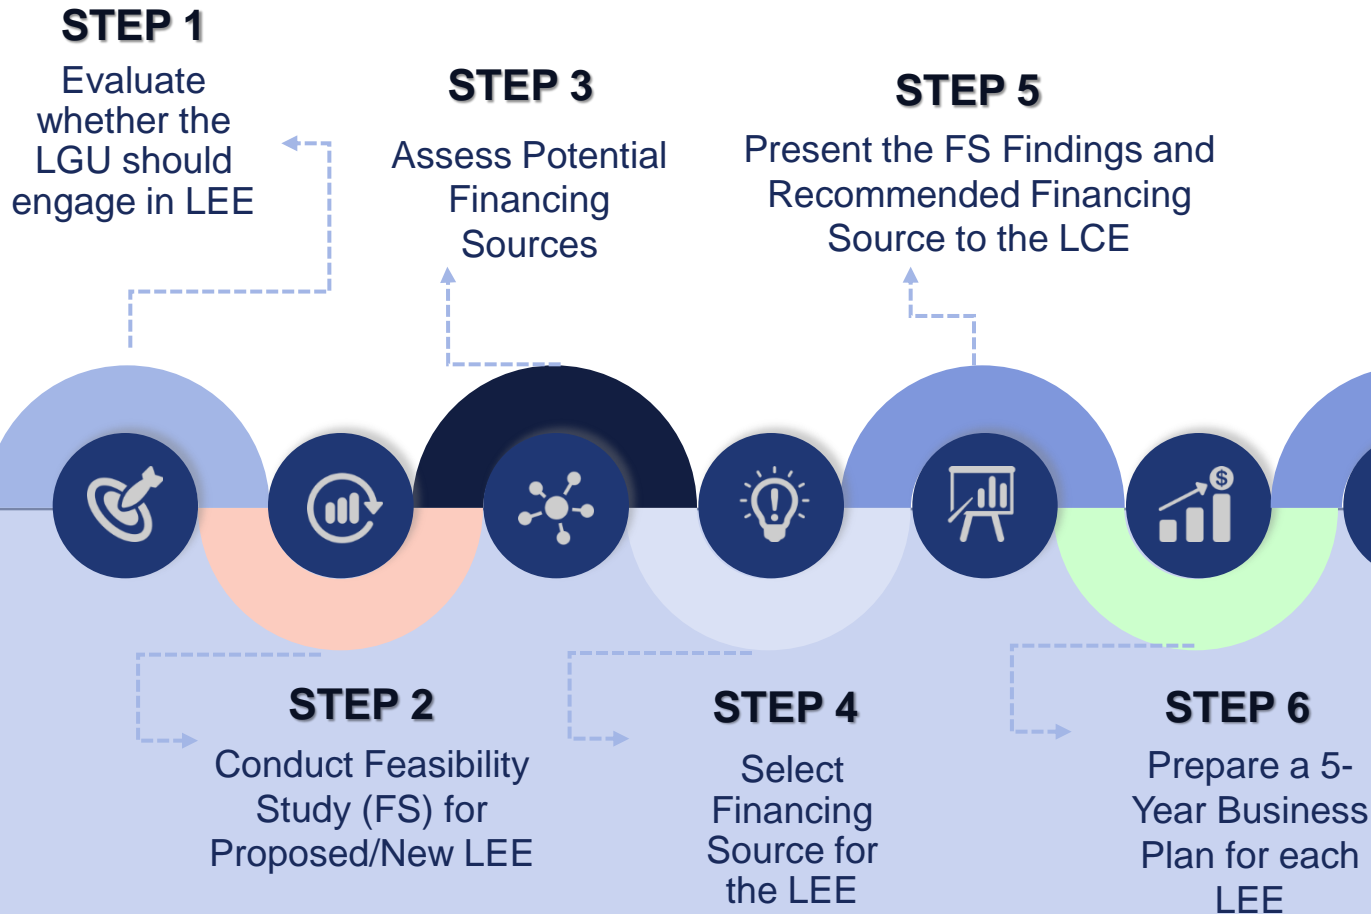 STEP 1
Evaluate
whether the
LGU should
engage in LEE
STEP 2
Conduct Feasibility
Study (FS) for
Proposed/New LEE
STEP 3
Assess Potential
Financing
Sources
STEP 4
Select
Financing
Source for
the LEE
STEP 5
Present the FS Findings and
Recommended Financing
Source to the LCE
STEP 6
Prepare a 5-
Year Business
Plan for each
LEE
$